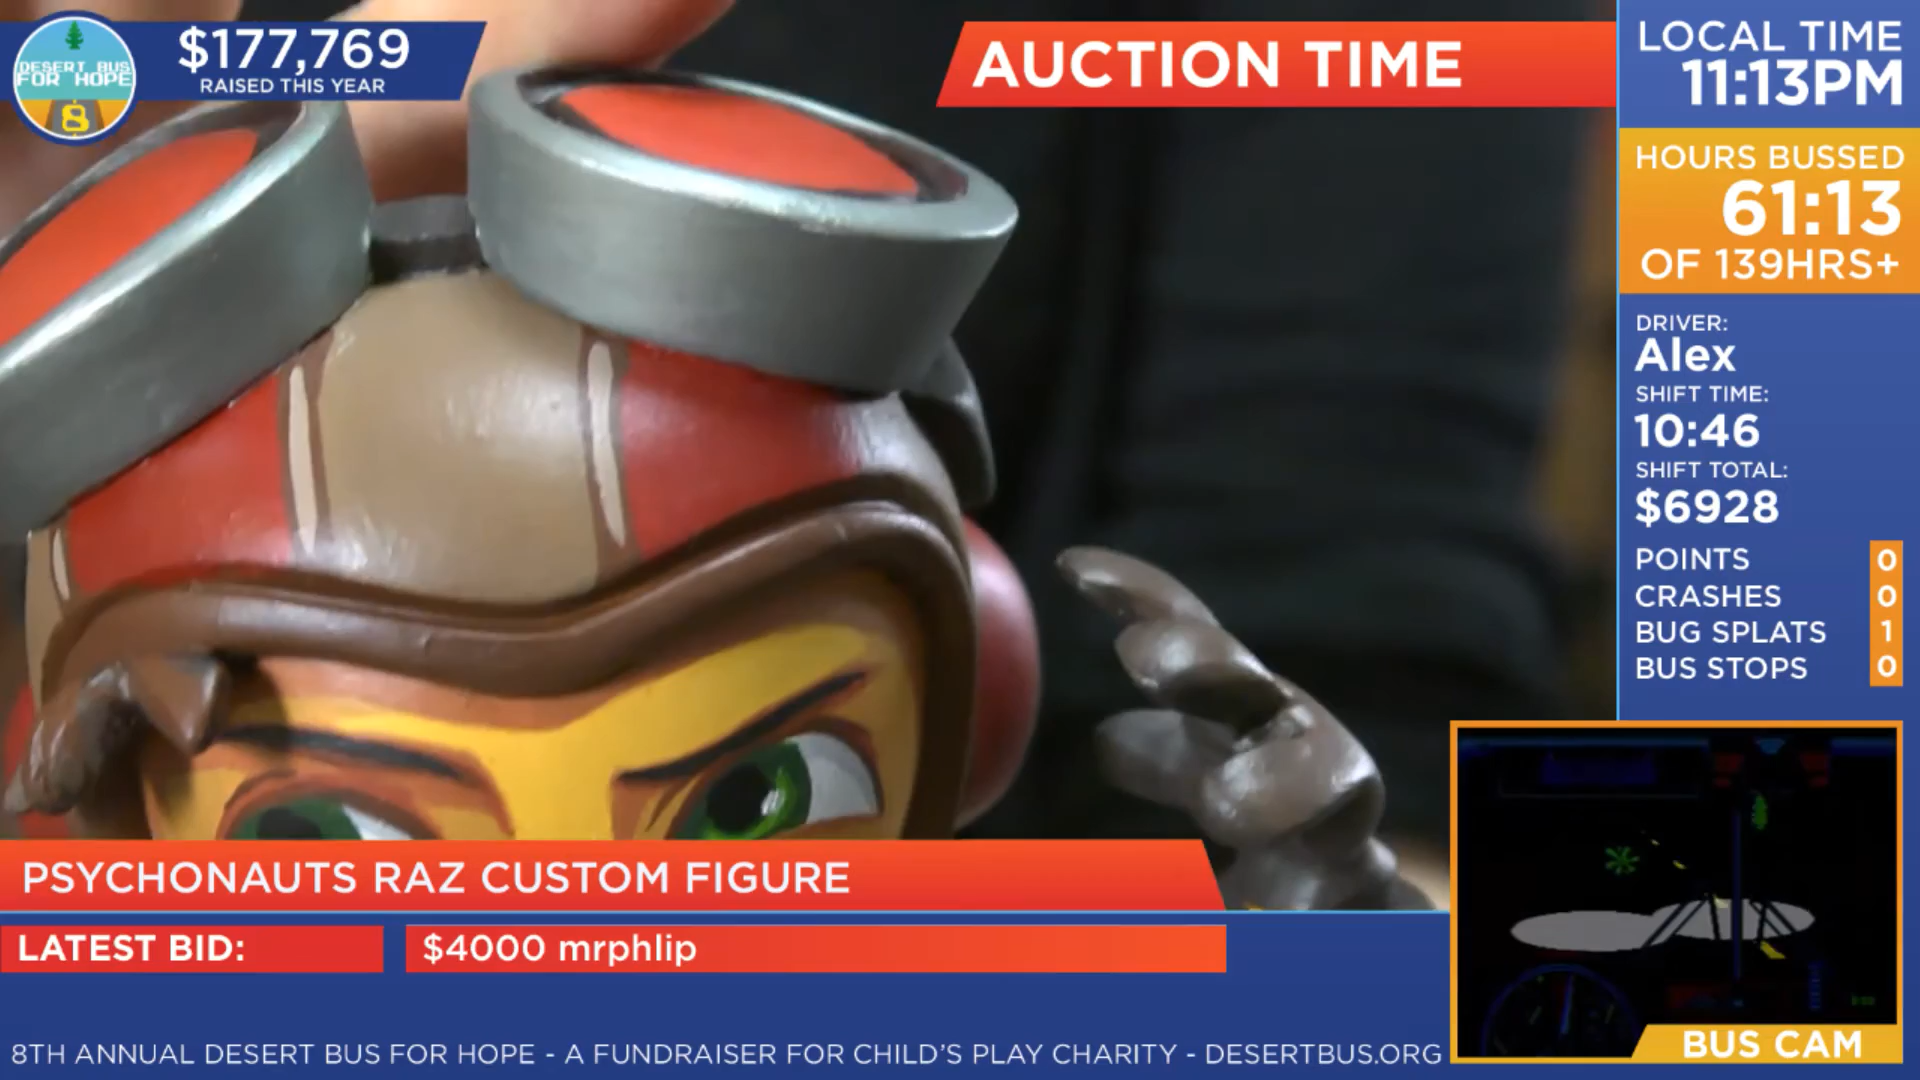 DESERT BUS
FOR HOPE
8
$177,769
RAISED THIS YEAR
AUCTION TIME
LOCAL TIME
11:13PM
HOURS BUSSED
61:13
OF 139HRS+
DRIVER:
Alex
SHIFT TIME:
10:46
SHIFT TOTAL:
$6928
POINTS 0
CRASHES 0
BUG SPLATS 1
BUS STOPS 0
PSYCHONAUTS RAZ CUSTOM FIGURE
LATEST BID: $4000 mrphlip
8TH ANNUAL DESERT BUS FOR HOPE - A FUNDRAISER FOR CHILD'S PLAY CHARITY - DESERTBUS.ORG
BUS CAM